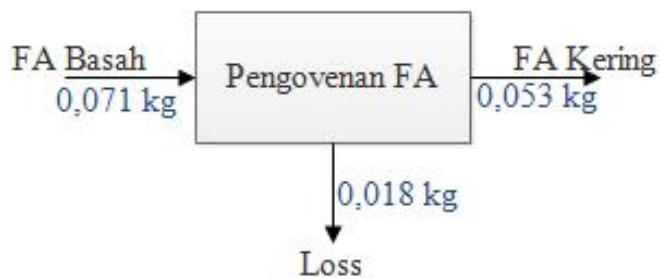 FA Basah
0,071 kg
Pengovenan FA
FA Kering
0,053 kg
0,018 kg
Loss